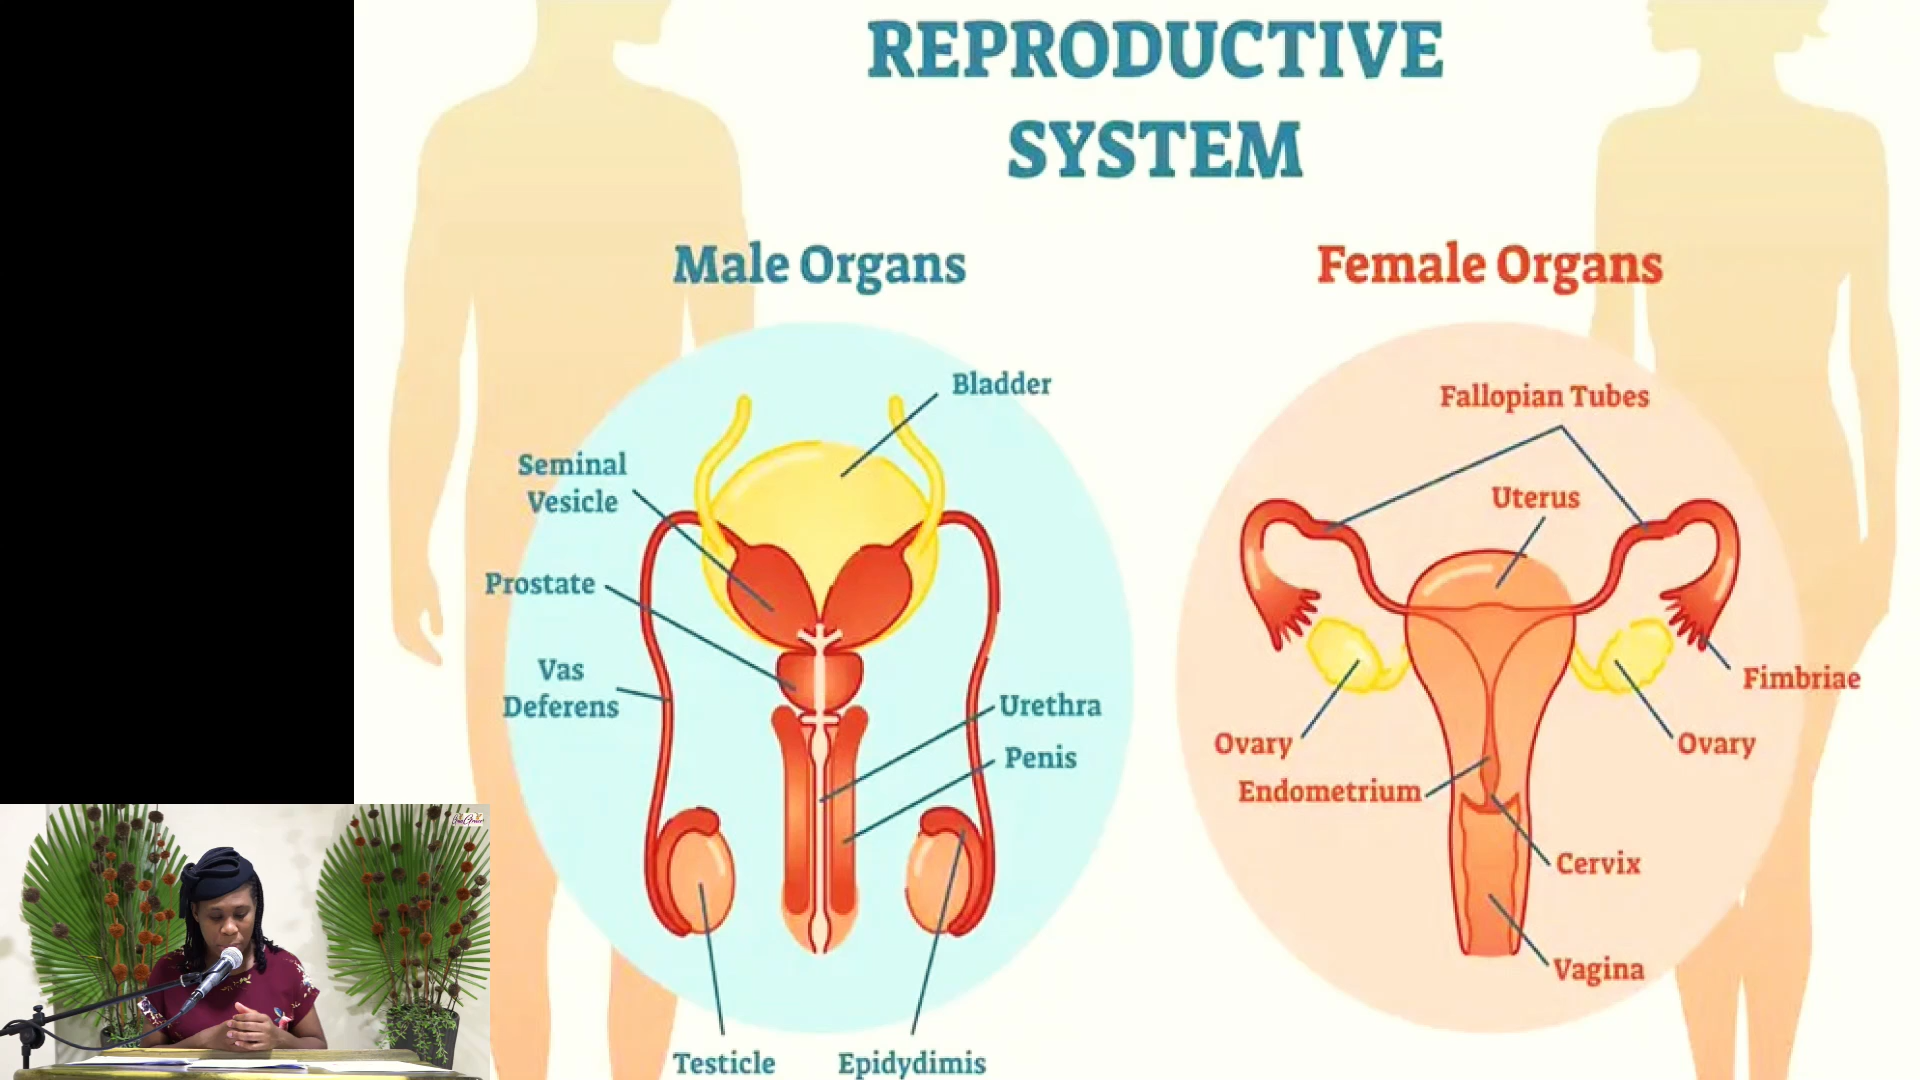 REPRODUCTIVE
SYSTEM
Male Organs
Female Organs
Bladder
Seminal
Vesicle
Prostate
Vas
Deferens
Urethra
Penis
Testicle
Epidydimis
Fallopian Tubes
Uterus
Fimbriae
Ovary
Ovary
Endometrium
Cervix
Vagina